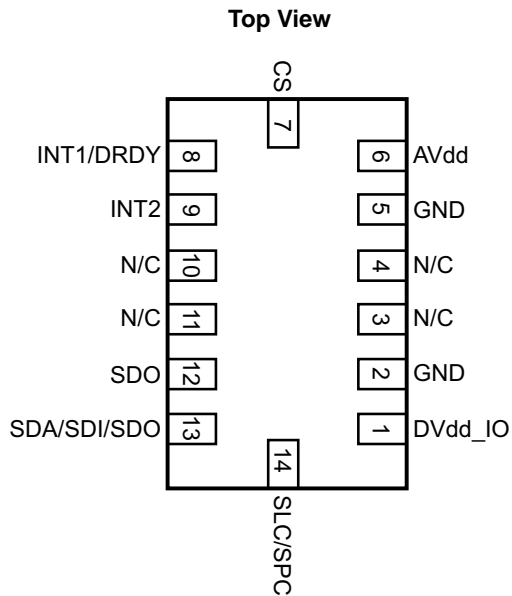 Top View
CS
7
INT1/DRDY 8 6 AVdd
INT2 9 5 GND
N/C 10 4 N/C
N/C 11 3 N/C
SDO 12 2 GND
SDA/SDI/SDO 13 1 DVdd_IO
14
SLC/SPC